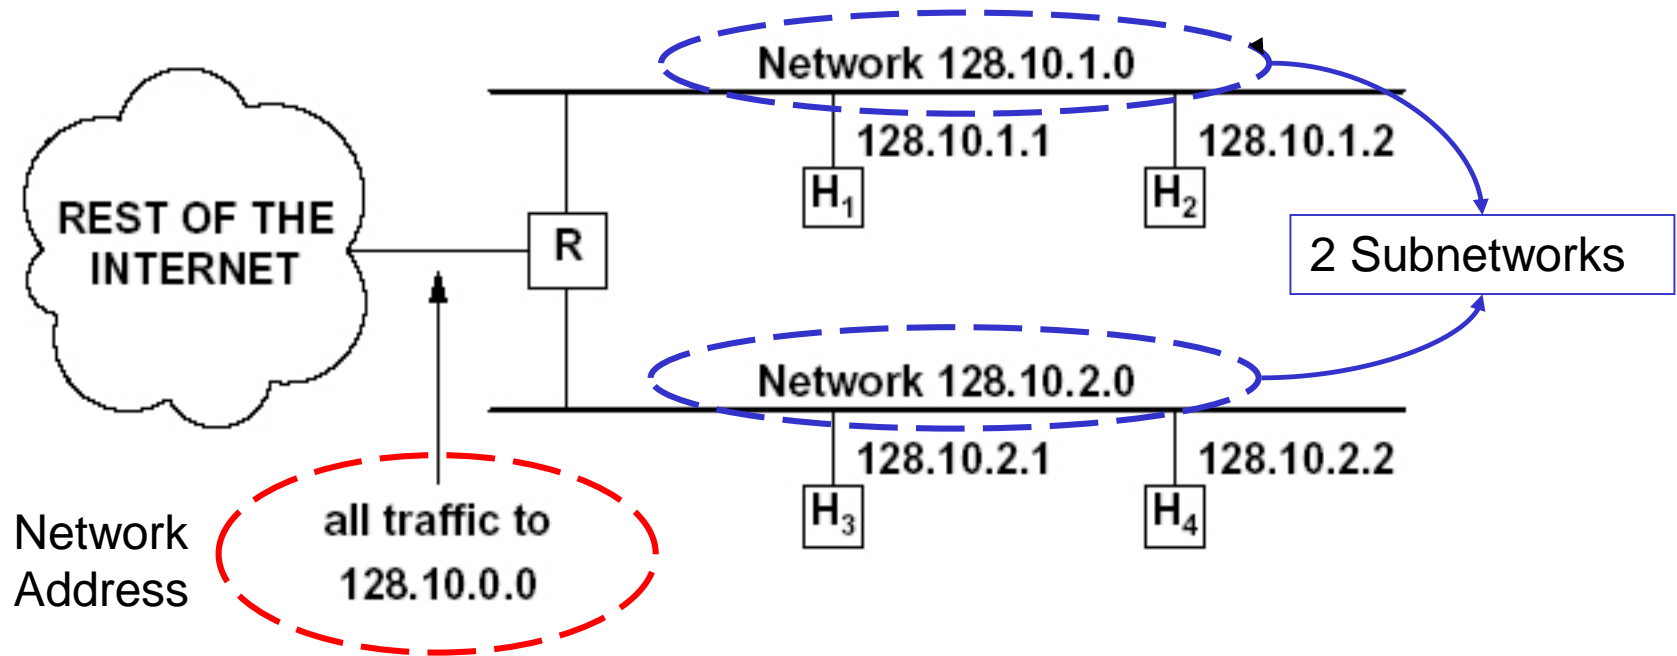 Network 128.10.1.0
128.10.1.1
128.10.1.2
H1
H2
REST OF THE
INTERNET
R
2 Subnetworks
Network 128.10.2.0
128.10.2.1
128.10.2.2
H3
H4
Network
Address
all traffic to
128.10.0.0